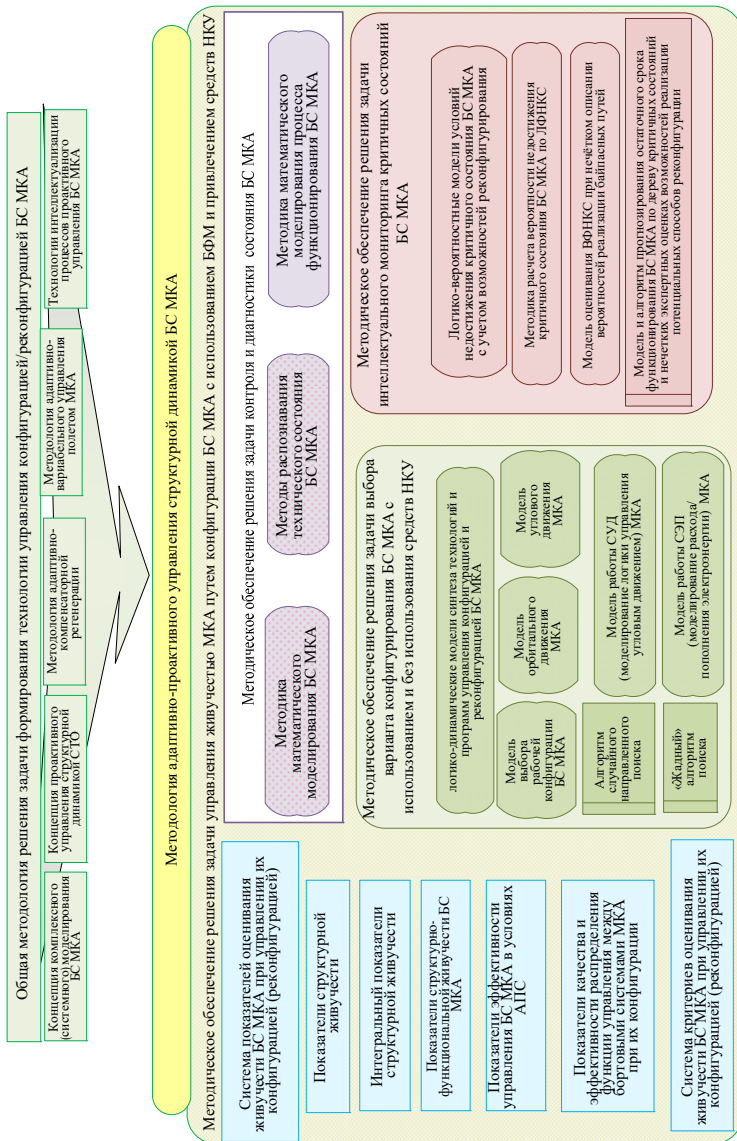 Общая методология решения задачи формирования технологии управления конфигурацией/реконфигурацией БС МКА
Концепция комплексного
(системного) моделирования
БС МКА
Концепция проактивного
управления структурной
динамикой СТО
Методология адаптивно-
компенсаторной
регенерации
Методология адаптивно-
вариабельного управления
полетом МКА
Технологии интеллектуализации
процессов проактивного
управления БС МКА
Методология адаптивно-проактивного управления структурной динамикой БС МКА
Методическое обеспечение решения задачи управления живучестью МКА путем конфигурации БС МКА с использованием БФМ и привлечением средств НКУ
Система показателей оценивания
живучести БС МКА при управлении их
конфигурацией (реконфигурацией)
Показатели структурной
живучести
Интегральный показатели
структурной живучести
Показатели структурно-
функциональной живучести БС
МКА
Показатели эффективности
управления БС МКА в условиях
АПС
Показатели качества и
эффективности распределения
функции управления между
бортовыми системами МКА
при их конфигурации
Система критериев оценивания
живучести БС МКА при управлении их
конфигурацией (реконфигурацией)
Методическое обеспечение решения задачи контроля и диагностики состояния БС МКА
Методика
математического
моделирования БС МКА
Методы распознавания
технического состояния
БС МКА
Методика математического
моделирования процесса
функционирования БС МКА
Методическое обеспечение решения задачи выбора
варианта конфигурирования БС МКА с
использованием и без использования средств НКУ
логико-динамические модели синтеза технологий и
программ управления конфигурацией и
реконфигурацией БС МКА
Модель
выбора
рабочей
конфигурации
БС МКА
Модель
орбитального
движения
МКА
Модель
углового
движения
МКА
Алгоритм
случайного
направленного
поиска
Модель работы СУД
(моделирование логики управления
угловым движением) МКА
«Жадный»
алгоритм
поиска
Модель работы СЭП
(моделирование расхода/
пополнения электроэнергии) МКА
Методическое обеспечение решения задачи
интеллектуального мониторинга критичных состояний
БС МКА
Логико-вероятностные модели условий
недостижения критичного состояния БС МКА
с учетом возможностей реконфигурирования
Методика расчета вероятности недостижения
критичного состояния БС МКА по ЛФНКС
Модель оценивания ВФНКС при нечётком описании
вероятностей реализации байпасных путей
Модель и алгоритм прогнозирования остаточного срока
функционирования БС МКА по дереву критичных состояний
и нечетких экспертных оценках возможностей реализации
потенциальных способов реконфигурации